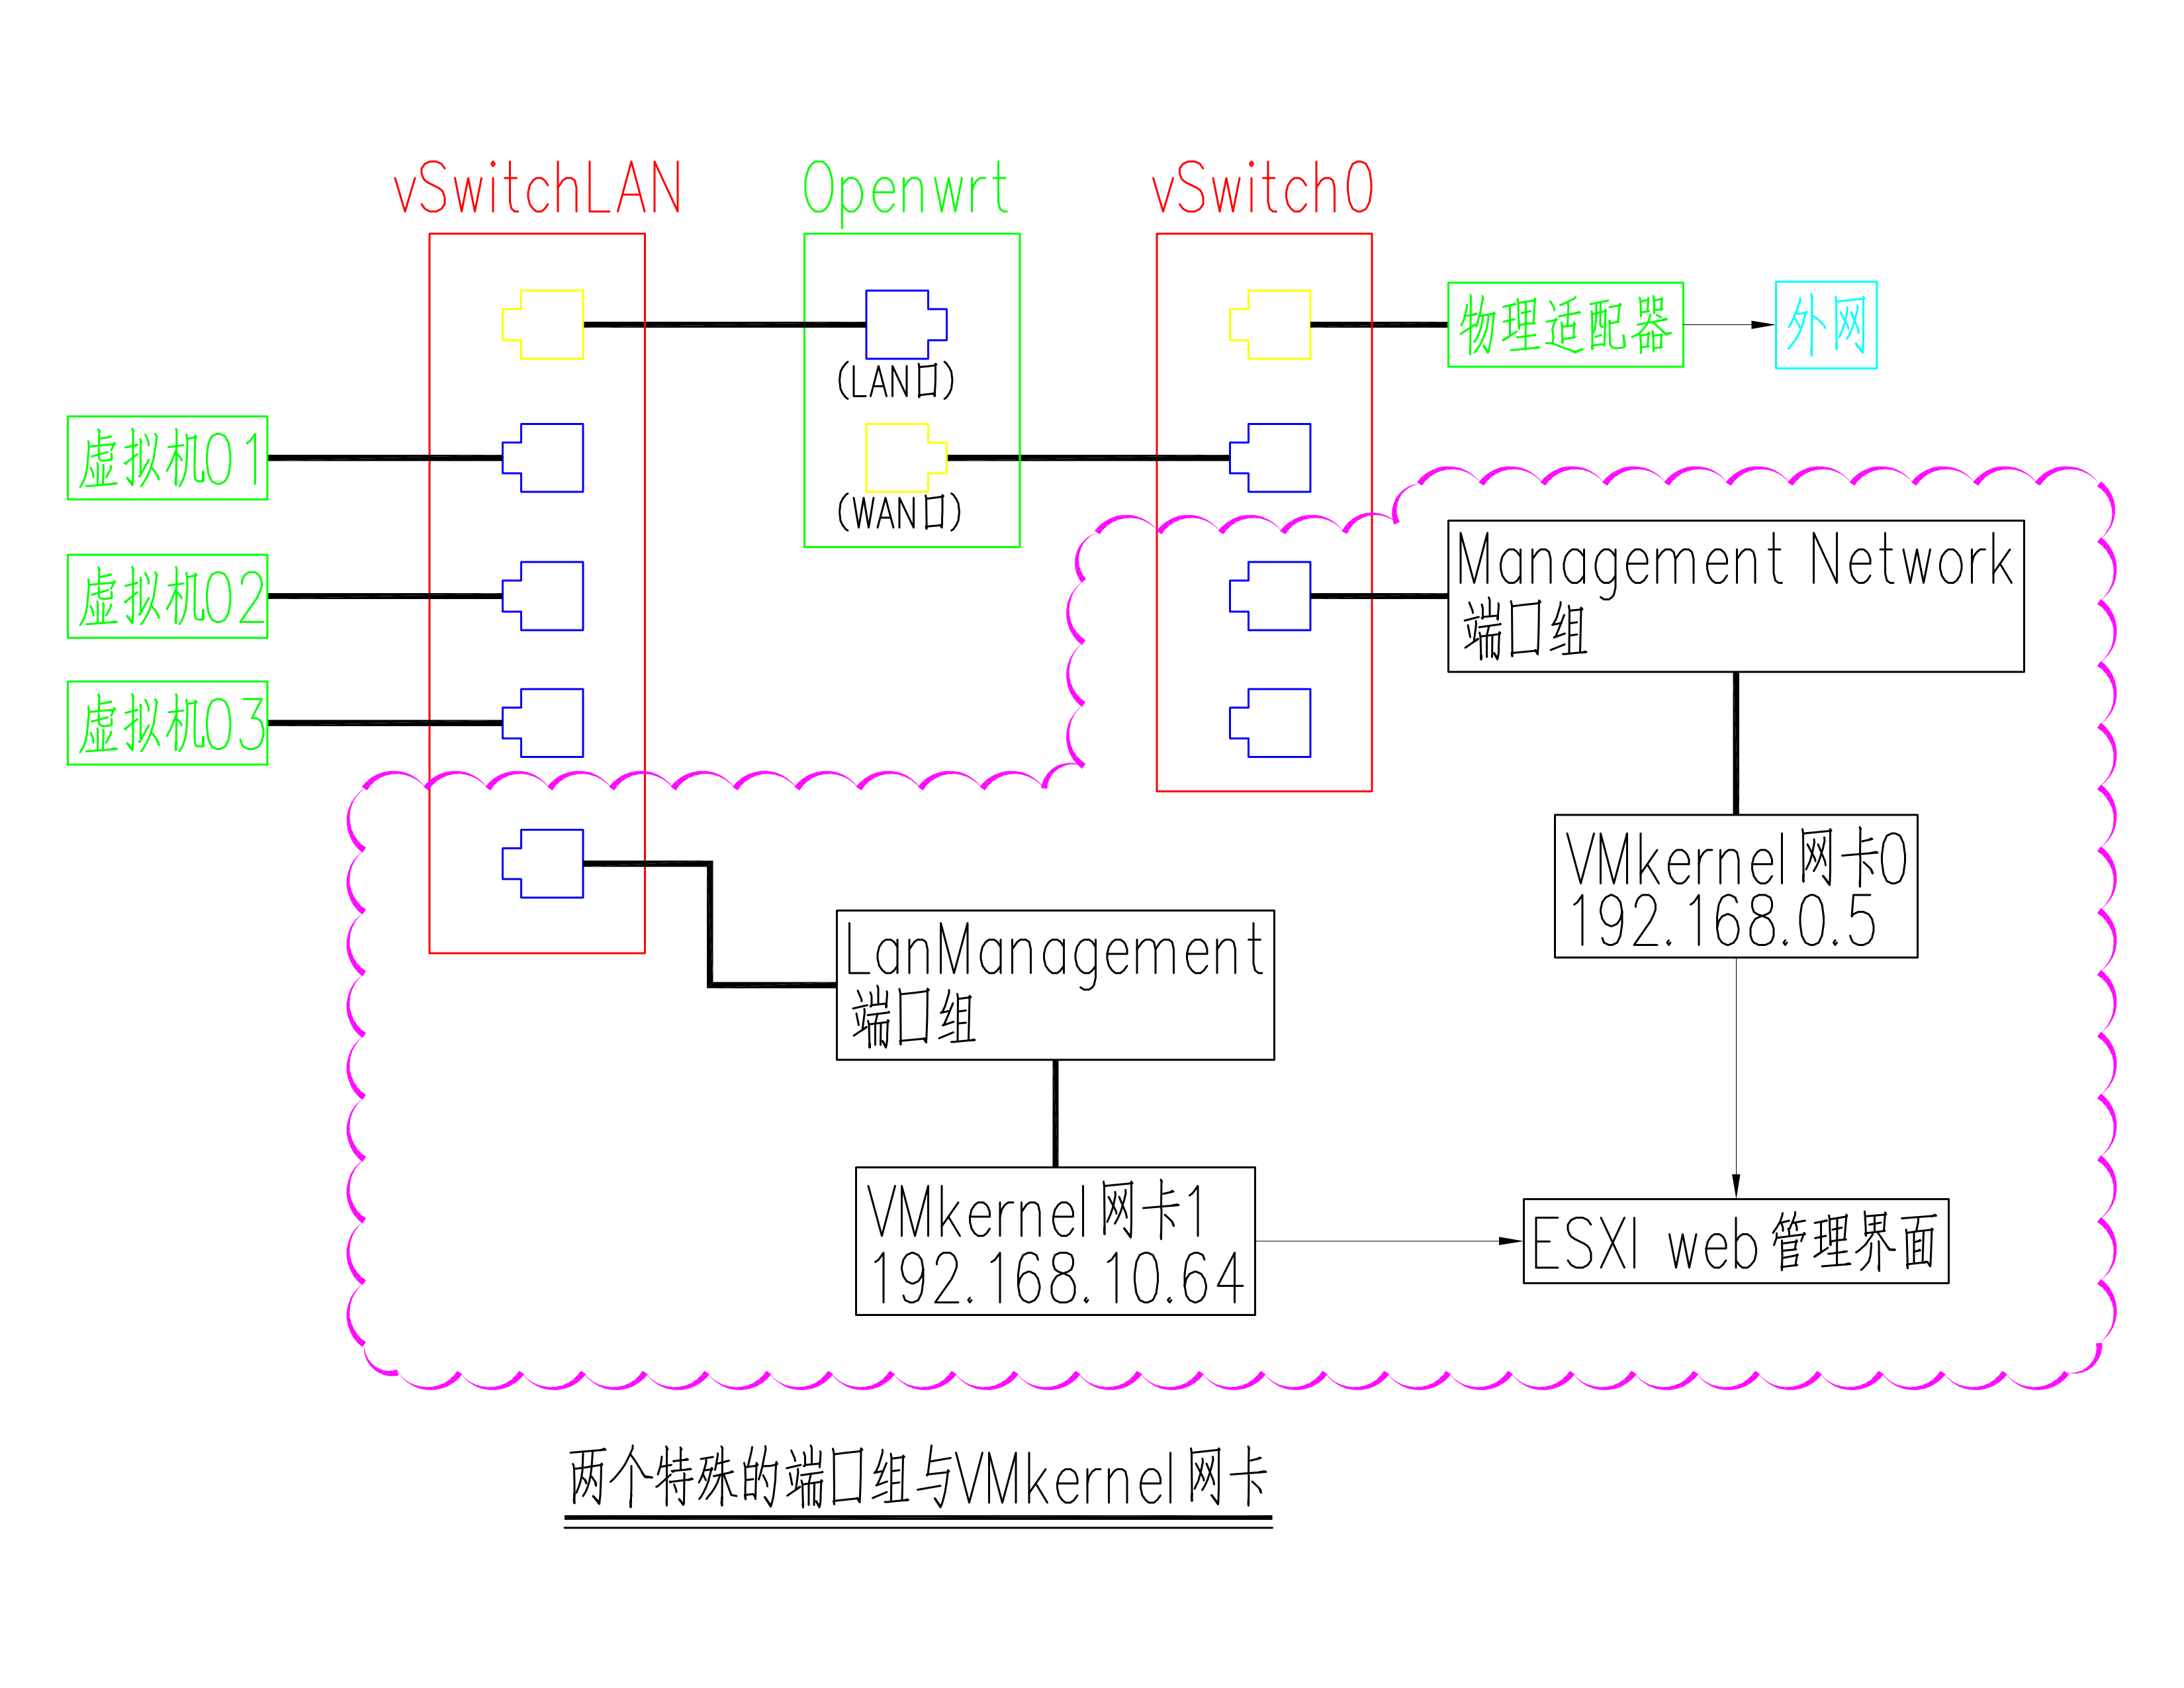 vSwitchLAN
Openwrt
vSwitch0
物理适配器
外网
(LAN口)
虚拟机01
(WAN口)
虚拟机02
Management Network
端口组
虚拟机03
VMkernel网卡0
192.168.0.5
LanManagement
端口组
VMkernel网卡1
192.168.10.64
ESXI web管理界面
两个特殊的端口组与VMkernel网卡